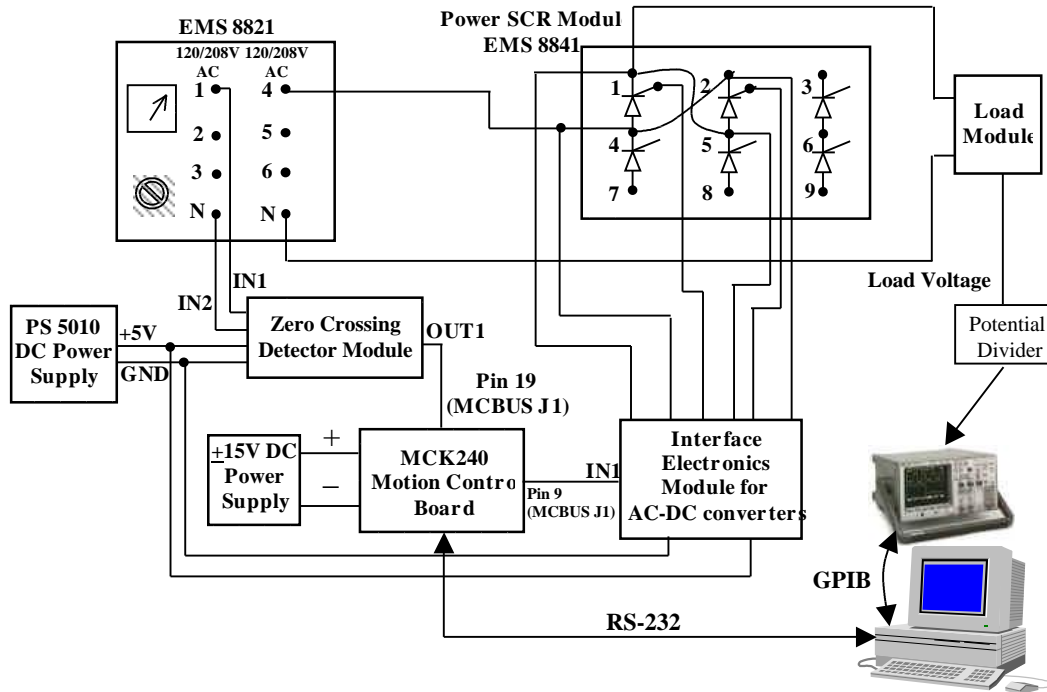 EMS 8821
120/208V 120/208V
AC AC
1
2
3
N
4
5
6
N
Power SCR Modul
EMS 8841
1
2
3
4
5
6
7
8
9
Load
Module
IN1
IN2
Load Voltage
PS 5010
DC Power
Supply
+5V
GND
Zero Crossing
Detector Module
OUT1
Potential
Divider
Pin 19
(MCBUS J1)
±15V DC
Power
Supply
+
−
MCK240
Motion Contro
Board
IN1
Pin 9
(MCBUS J1)
Interface
Electronics
Module for
AC-DC converters
GPIB
RS-232